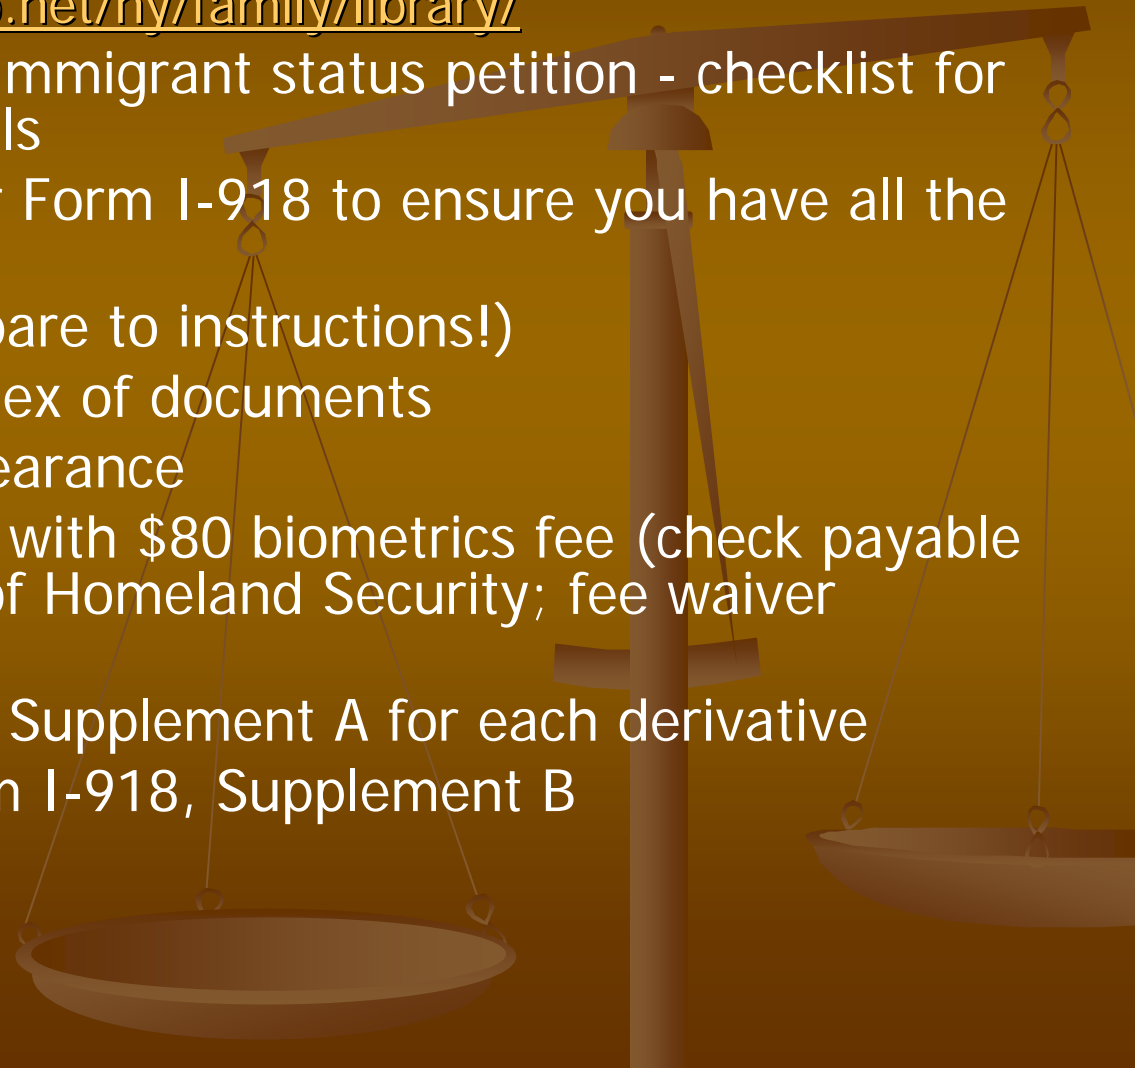 .net/ny/family/library/
mmigrant status petition - checklist for
ls
Form I-918 to ensure you have all the
pare to instructions!)
ex of documents
earance
with $80 biometrics fee (check payable
of Homeland Security; fee waiver
Supplement A for each derivative
m I-918, Supplement B